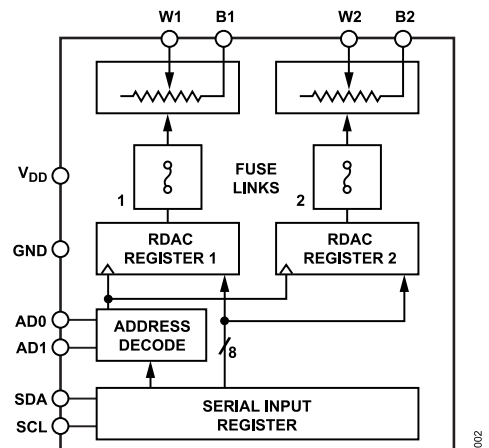 W1 B1 W2 B2
V_DD
FUSE
LINKS
1 2
GND
RDAC
REGISTER 1
RDAC
REGISTER 2
AD0
AD1
ADDRESS
DECODE
8
SDA
SCL
SERIAL INPUT
REGISTER
002